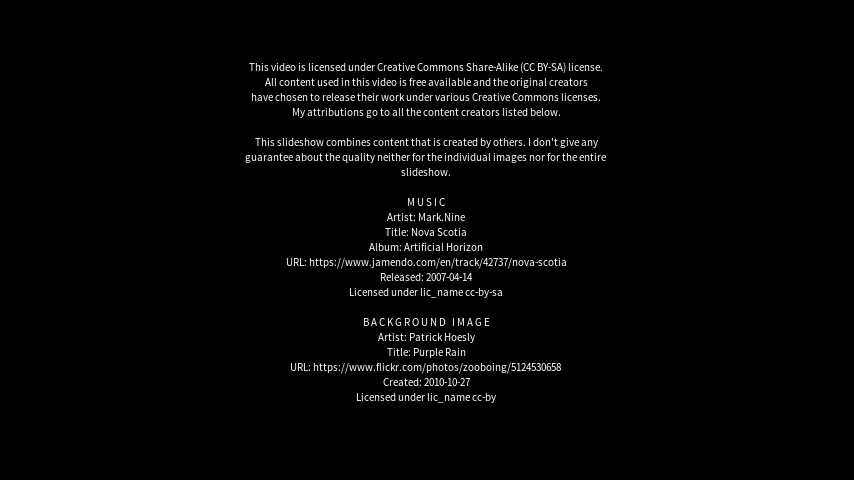 This video is licensed under Creative Commons Share-Alike (CC BY-SA) license.
All content used in this video is free available and the original creators
have chosen to release their work under various Creative Commons licenses.
My attributions go to all the content creators listed below.
This slideshow combines content that is created by others. I don't give any
guarantee about the quality neither for the individual images nor for the entire
slideshow.
M U S I C
Artist: Mark.Nine
Title: Nova Scotia
Album: Artificial Horizon
URL: https://www.jamendo.com/en/track/42737/nova-scotia
Released: 2007-04-14
Licensed under lic_name cc-by-sa
B A C K G R O U N D   I M A G E
Artist: Patrick Hoesly
Title: Purple Rain
URL: https://www.flickr.com/photos/zooboing/5124530658
Created: 2010-10-27
Licensed under lic_name cc-by